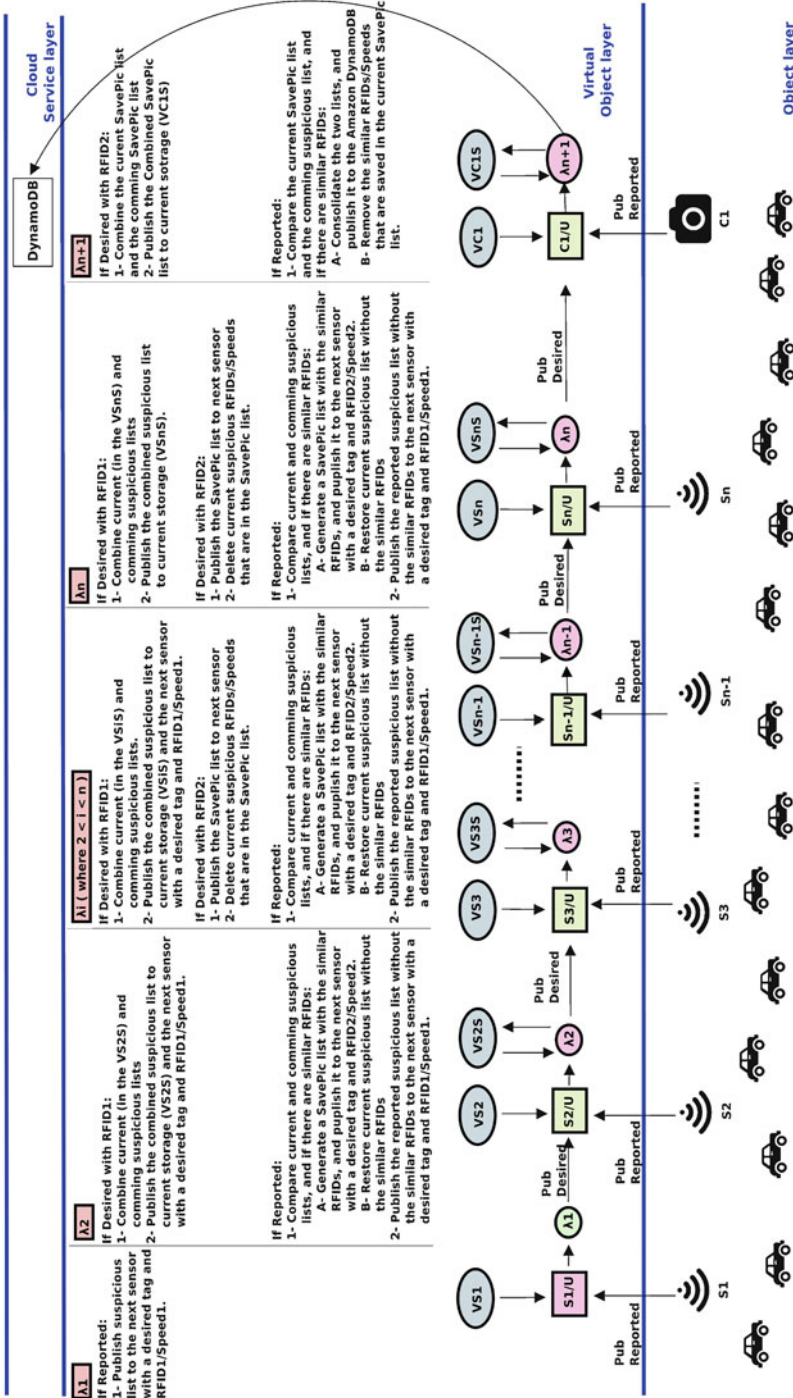 Cloud
Service layer
DynamoDB
λ1
If Reported:
1- Publish suspicious
list to the next sensor
with a desired tag and
RFID1/Speed1.
λ2
If Desired with RFID1:
1- Combine current (in the VS2S) and
comming suspicious lists
2- Publish the combined suspicious list to
current storage (VS2S) and the next sensor
with a desired tag and RFID1/Speed1.
If Reported:
1- Compare current and comming suspicious
lists, and if there are similar RFIDs:
A- Generate a SavePic list with the similar
RFIDs, and puplish it to the next sensor
with a desired tag and RFID2/Speed2.
B- Restore current suspicious list without
the similar RFIDs
2- Publish the reported suspicious list without
the similar RFIDs to the next sensor with a
desired tag and RFID1/Speed1.
λi ( where 2 < i < n )
If Desired with RFID1:
1- Combine current (in the VSiS) and
comming suspicious lists.
2- Publish the combined suspicious list to
current storage (VSiS) and the next sensor
with a desired tag and RFID1/Speed1.
If Desired with RFID2:
1- Publish the SavePic list to next sensor
2- Delete current suspicious RFIDs/Speeds
that are in the SavePic list.
If Reported:
1- Compare current and comming suspicious
lists, and if there are similar RFIDs:
A- Generate a SavePic list with the similar
RFIDs, and puplish it to the next sensor
with a desired tag and RFID2/Speed2.
B- Restore current suspicious list without
the similar RFIDs
2- Publish the reported suspicious list without
the similar RFIDs to the next sensor with
a desired tag and RFID1/Speed1.
λn
If Desired with RFID1:
1- Combine current (in the VSnS) and
comming suspicious lists
2- Publish the combined suspicious list
to current storage (VSnS).
If Desired with RFID2:
1- Publish the SavePic list to next sensor
2- Delete current suspicious RFIDs/Speeds
that are in the SavePic list.
If Reported:
1- Compare current and comming suspicious
lists, and if there are similar RFIDs:
A- Generate a SavePic list with the similar
RFIDs, and puplish it to the next sensor
with a desired tag and RFID2/Speed2.
B- Restore current suspicious list without
the similar RFIDs
2- Publish the reported suspicious list without
the similar RFIDs to the next sensor with
a desired tag and RFID1/Speed1.
λn+1
If Desired with RFID2:
1- Combine the curent SavePic list
and the comming SavePic list
2- Publish the Combined SavePic
list to current sotrage (VC1S)
If Reported:
1- Compare the current SavePic list
and the comming suspicious list, and
if there are similar RFIDs:
A- Consolidate the two lists, and
publish it to the Amazon DynamoDB
B- Remove the similar RFIDs/Speeds
that are saved in the current SavePic
list.
VS1
VS2
VS2S
VS3
VS3S
VSn-1
VSn-1S
VSn
VSnS
VC1
VC1S
S1/U
λ1
Pub
Desired
S2/U
λ2
Pub
Desired
S3/U
λ3
Sn-1/U
λn-1
Pub
Desired
Sn/U
λn
Pub
Desired
C1/U
λn+1
Virtual
Object layer
Pub
Reported
Pub
Reported
Pub
Reported
Pub
Reported
Pub
Reported
Pub
Reported
S1
S2
S3
Sn-1
Sn
C1
Object layer